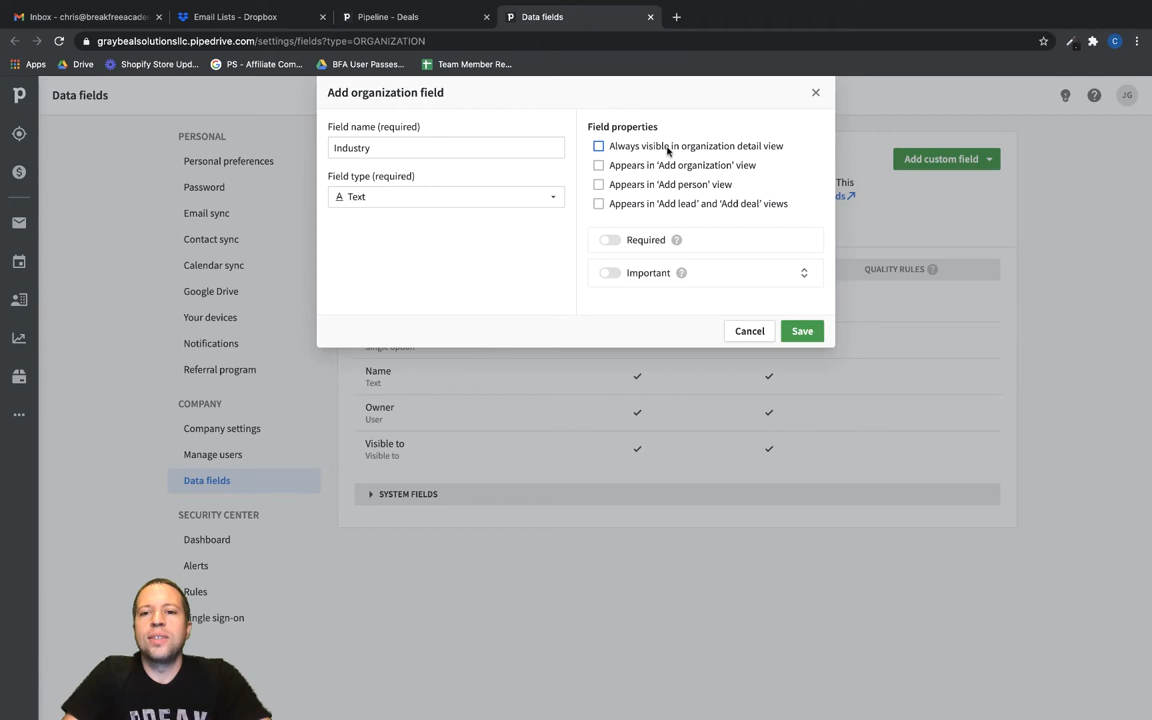 Inbox - chris@breakfreeacade
Email Lists - Dropbox
Pipeline - Deals
Data fields
graybealsolutionsllc.pipedrive.com/settings/fields?type=ORGANIZATION
C
Apps
Drive
Shopify Store Upd...
PS - Affiliate Com...
BFA User Passes...
Team Member Re...
Data fields
JG
Add organization field
Field name (required)
Industry
Field type (required)
A Text
Field properties
Always visible in organization detail view
Appears in ‘Add organization’ view
Appears in ‘Add person’ view
Appears in ‘Add lead’ and ‘Add deal’ views
Required ?
Important ?
Cancel
Save
Add custom field
This
ds
QUALITY RULES ?
PERSONAL
Personal preferences
Password
Email sync
Contact sync
Calendar sync
Google Drive
Your devices
Notifications
Referral program
COMPANY
Company settings
Manage users
Data fields
SECURITY CENTER
Dashboard
Alerts
Rules
ingle sign-on
Single option
Name
Text
Owner
User
Visible to
Visible to
SYSTEM FIELDS
BREAK